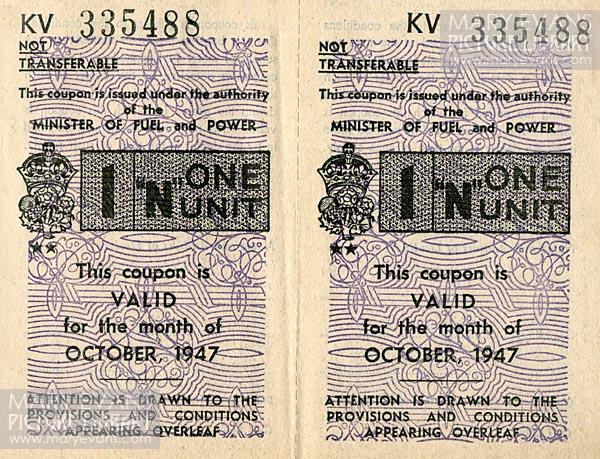 KV 335488
NOT
TRANSFERABLE
This coupon is issued under the authority
of the
MINISTER OF FUEL and POWER
1 "N" ONE
UNIT
This coupon is
VALID
for the month of
OCTOBER, 1947
ATTENTION IS DRAWN TO THE
PROVISIONS AND CONDITIONS
APPEARING OVERLEAF
www.maryevans.com
KV 335488
NOT
TRANSFERABLE
This coupon is issued under the authority
of the
MINISTER OF FUEL and POWER
1 "N" ONE
UNIT
This coupon is
VALID
for the month of
OCTOBER, 1947
ATTENTION IS DRAWN TO THE
PROVISIONS AND CONDITIONS
APPEARING OVERLEAF